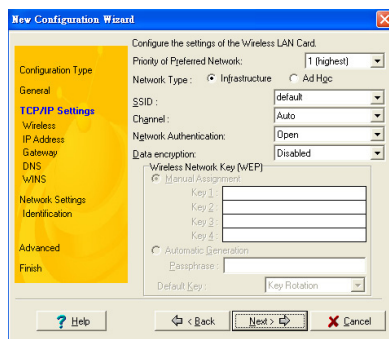 New Configuration Wizard
Configure the settings of the Wireless LAN Card.
Priority of Preferred Network: 1 (highest)
Network Type : Infrastructure Ad Hoc
SSID : default
Channel : Auto
Network Authentication: Open
Data encryption: Disabled
Wireless Network Key (WEP)
Manual Assignment
Key 1 :
Key 2 :
Key 3 :
Key 4 :
Automatic Generation
Passphrase :
Default Key : Key Rotation
Configuration Type
General
TCP/IP Settings
Wireless
IP Address
Gateway
DNS
WINS
Network Settings
Identification
Advanced
Finish
? Help
< Back
Next >
Cancel